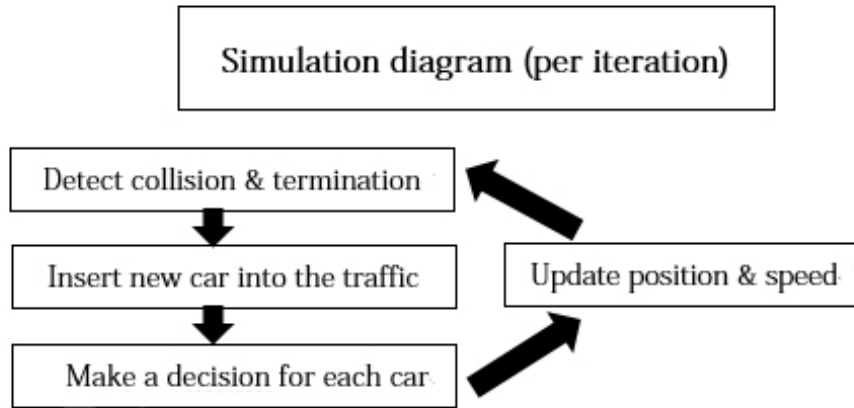 Simulation diagram (per iteration)
Detect collision & termination
Insert new car into the traffic
Update position & speed
Make a decision for each car